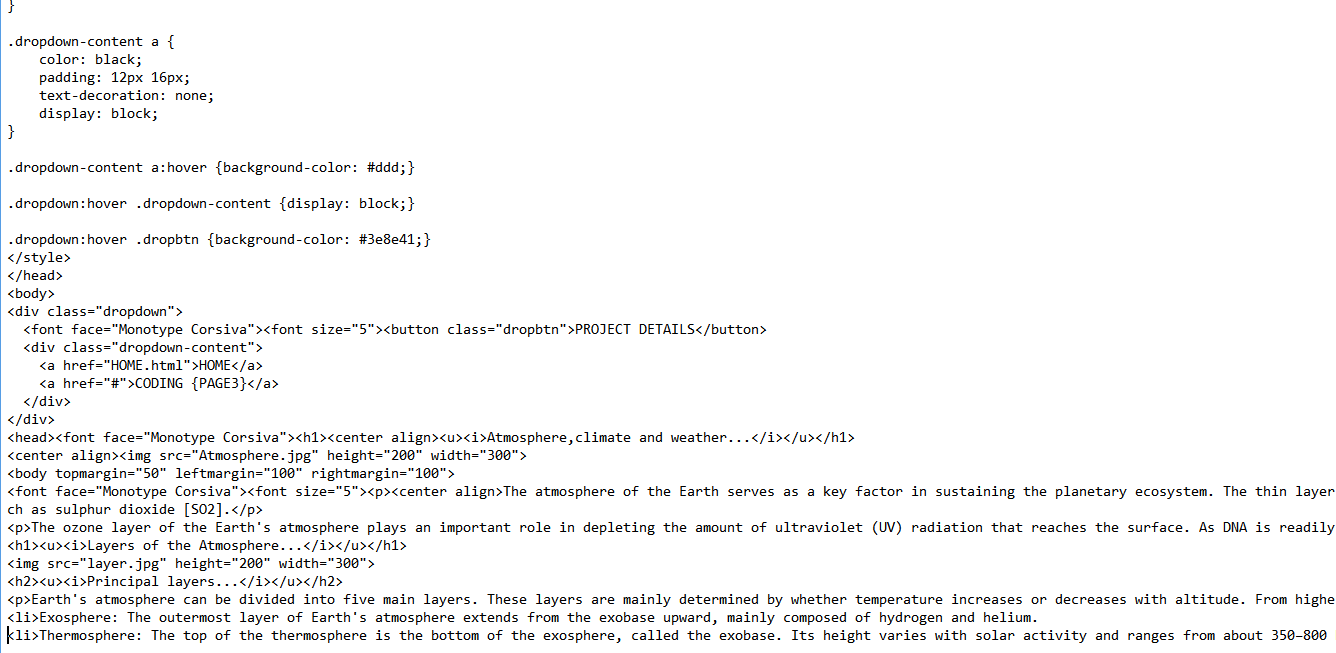 }

.dropdown-content a {
    color: black;
    padding: 12px 16px;
    text-decoration: none;
    display: block;
}

.dropdown-content a:hover {background-color: #ddd;}

.dropdown:hover .dropdown-content {display: block;}

.dropdown:hover .dropbtn {background-color: #3e8e41;}
</style>
</head>
<body>
<div class="dropdown">
  <font face="Monotype Corsiva"><font size="5"><button class="dropbtn">PROJECT DETAILS</button>
  <div class="dropdown-content">
    <a href="HOME.html">HOME</a>
    <a href="#">CODING {PAGE3}</a>
  </div>
</div>
<head><font face="Monotype Corsiva"><h1><center align><u><i>Atmosphere,climate and weather...</i></u></h1>
<center align><img src="Atmosphere.jpg" height="200" width="300">
<body topmargin="50" leftmargin="100" rightmargin="100">
<font face="Monotype Corsiva"><font size="5"><p><center align>The atmosphere of the Earth serves as a key factor in sustaining the planetary ecosystem. The thin layer
ch as sulphur dioxide [SO2].</p>
<p>The ozone layer of the Earth's atmosphere plays an important role in depleting the amount of ultraviolet (UV) radiation that reaches the surface. As DNA is readily
<h1><u><i>Layers of the Atmosphere...</i></u></h1>
<img src="layer.jpg" height="200" width="300">
<h2><u><i>Principal layers...</i></u></h2>
<p>Earth's atmosphere can be divided into five main layers. These layers are mainly determined by whether temperature increases or decreases with altitude. From highe
<li>Exosphere: The outermost layer of Earth's atmosphere extends from the exobase upward, mainly composed of hydrogen and helium.
<li>Thermosphere: The top of the thermosphere is the bottom of the exosphere, called the exobase. Its height varies with solar activity and ranges from about 350–800